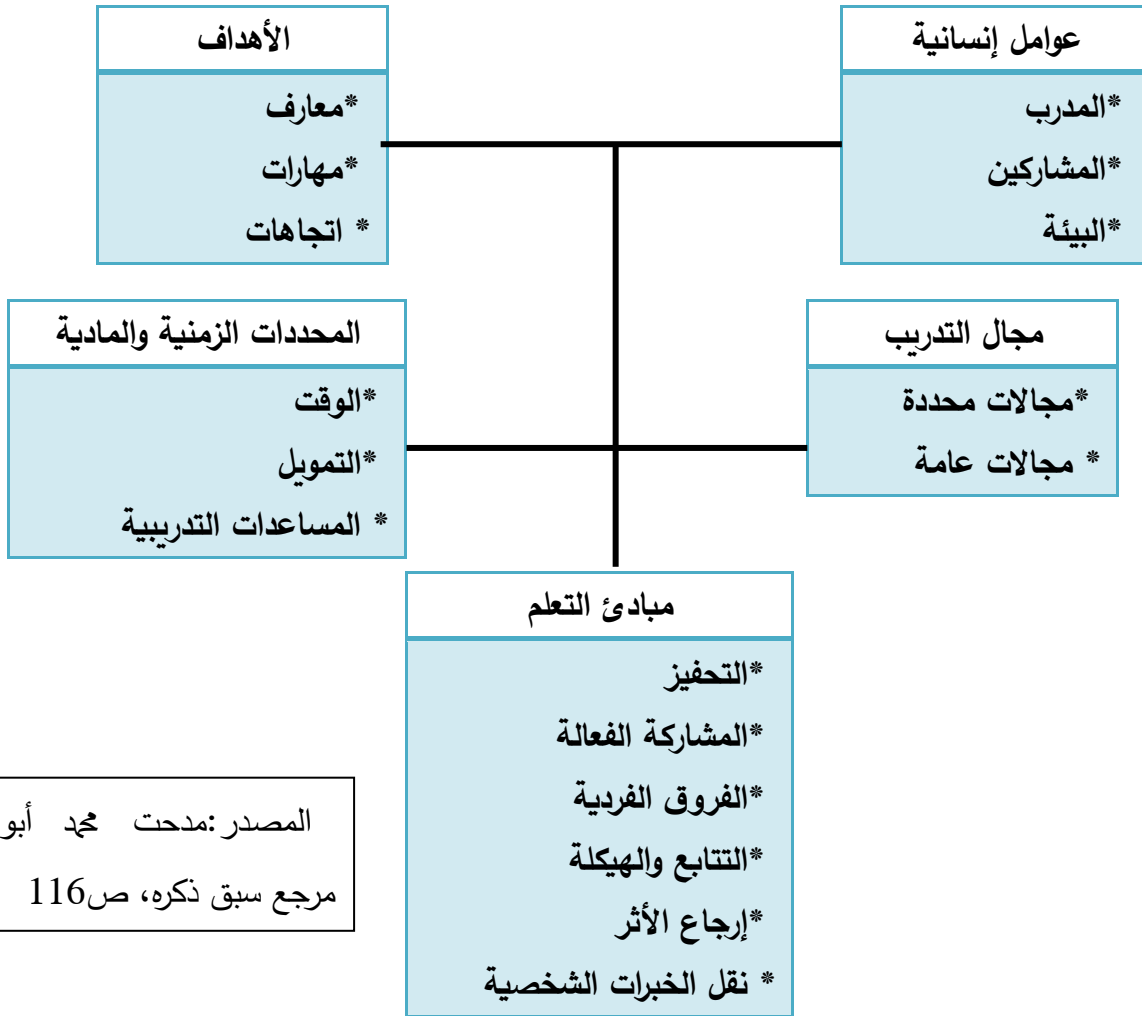 عوامل إنسانية
*المدرب
*المشاركين
*البيئة
الأهداف
*معارف
*مهارات
* اتجاهات
مجال التدريب
*مجالات محددة
* مجالات عامة
المحددات الزمنية والمادية
*الوقت
*التمويل
* المساعدات التدريبية
مبادئ التعلم
*التحفيز
*المشاركة الفعالة
*الفروق الفردية
*التتابع والهيكلة
*إرجاع الأثر
* نقل الخبرات الشخصية
المصدر:مدحت محمد أبو
مرجع سبق ذكره، ص116